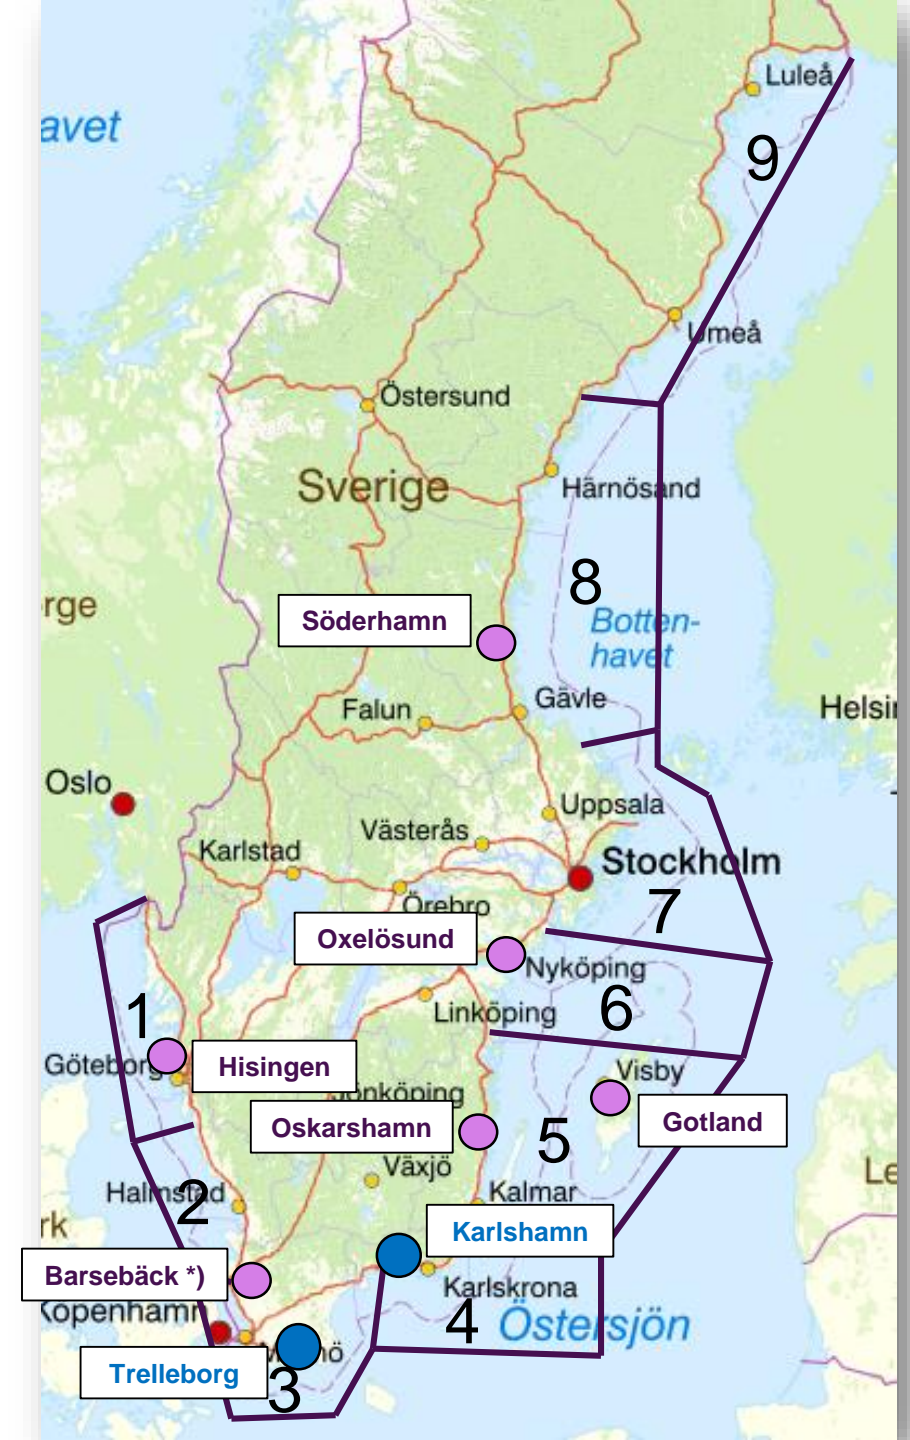 Luleå
avet
9
Umeå
Östersund
Sverige
Härnösand
8
rge
Söderhamn
Botten-
havet
Gävle
Falun
Helsi
Oslo
Uppsala
Västerås
Karlstad
Stockholm
Örebro
7
Oxelösund
Nyköping
6
1
Linköping
Göteborg
Hisingen
Visby
Jönköping
Oskarshamn
Gotland
5
Växjö
Le
Halmstad
2
Kalmar
rk
Karlshamn
Barsebäck *)
Karlskrona
Köpenhamn
4
Östersjön
Malmö
Trelleborg
3